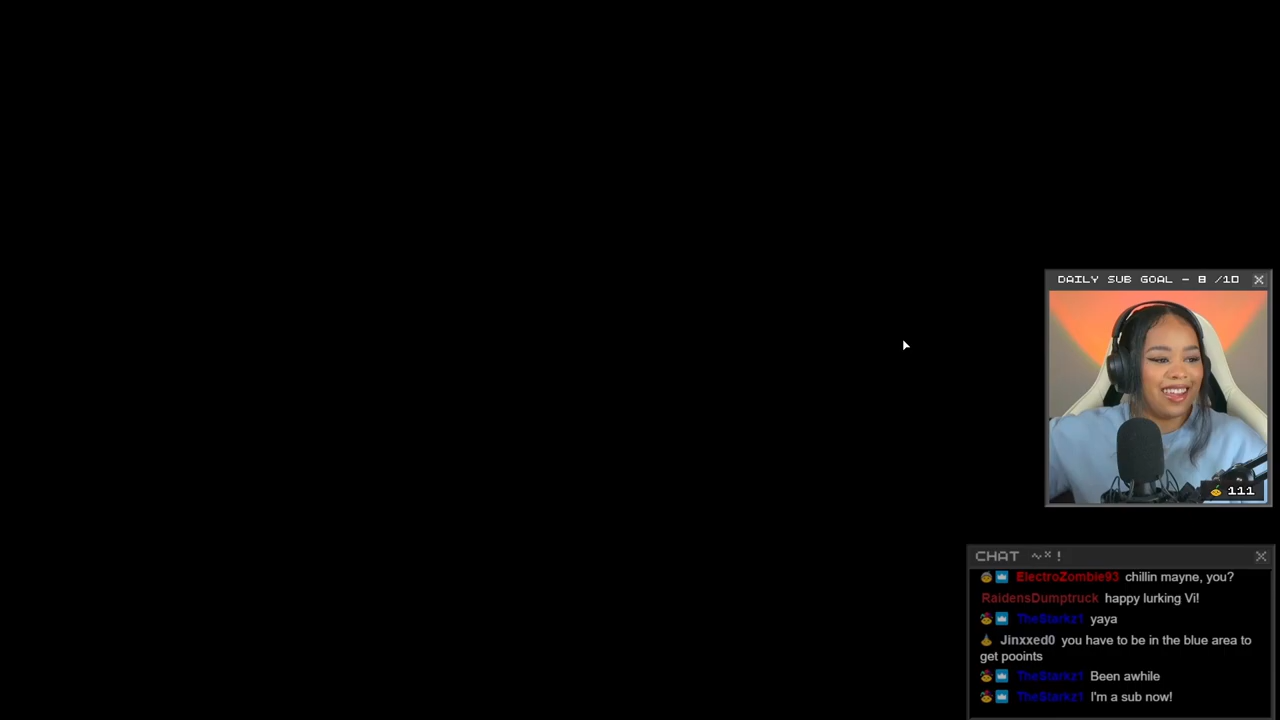 DAILY SUB GOAL - 8 /10
111
CHAT
ElectroZombie93 chillin mayne, you?
RaidensDumptruck happy lurking Vi!
TheStarkz1 yaya
Jinxxed0 you have to be in the blue area to
get pooints
TheStarkz1 Been awhile
TheStarkz1 I'm a sub now!